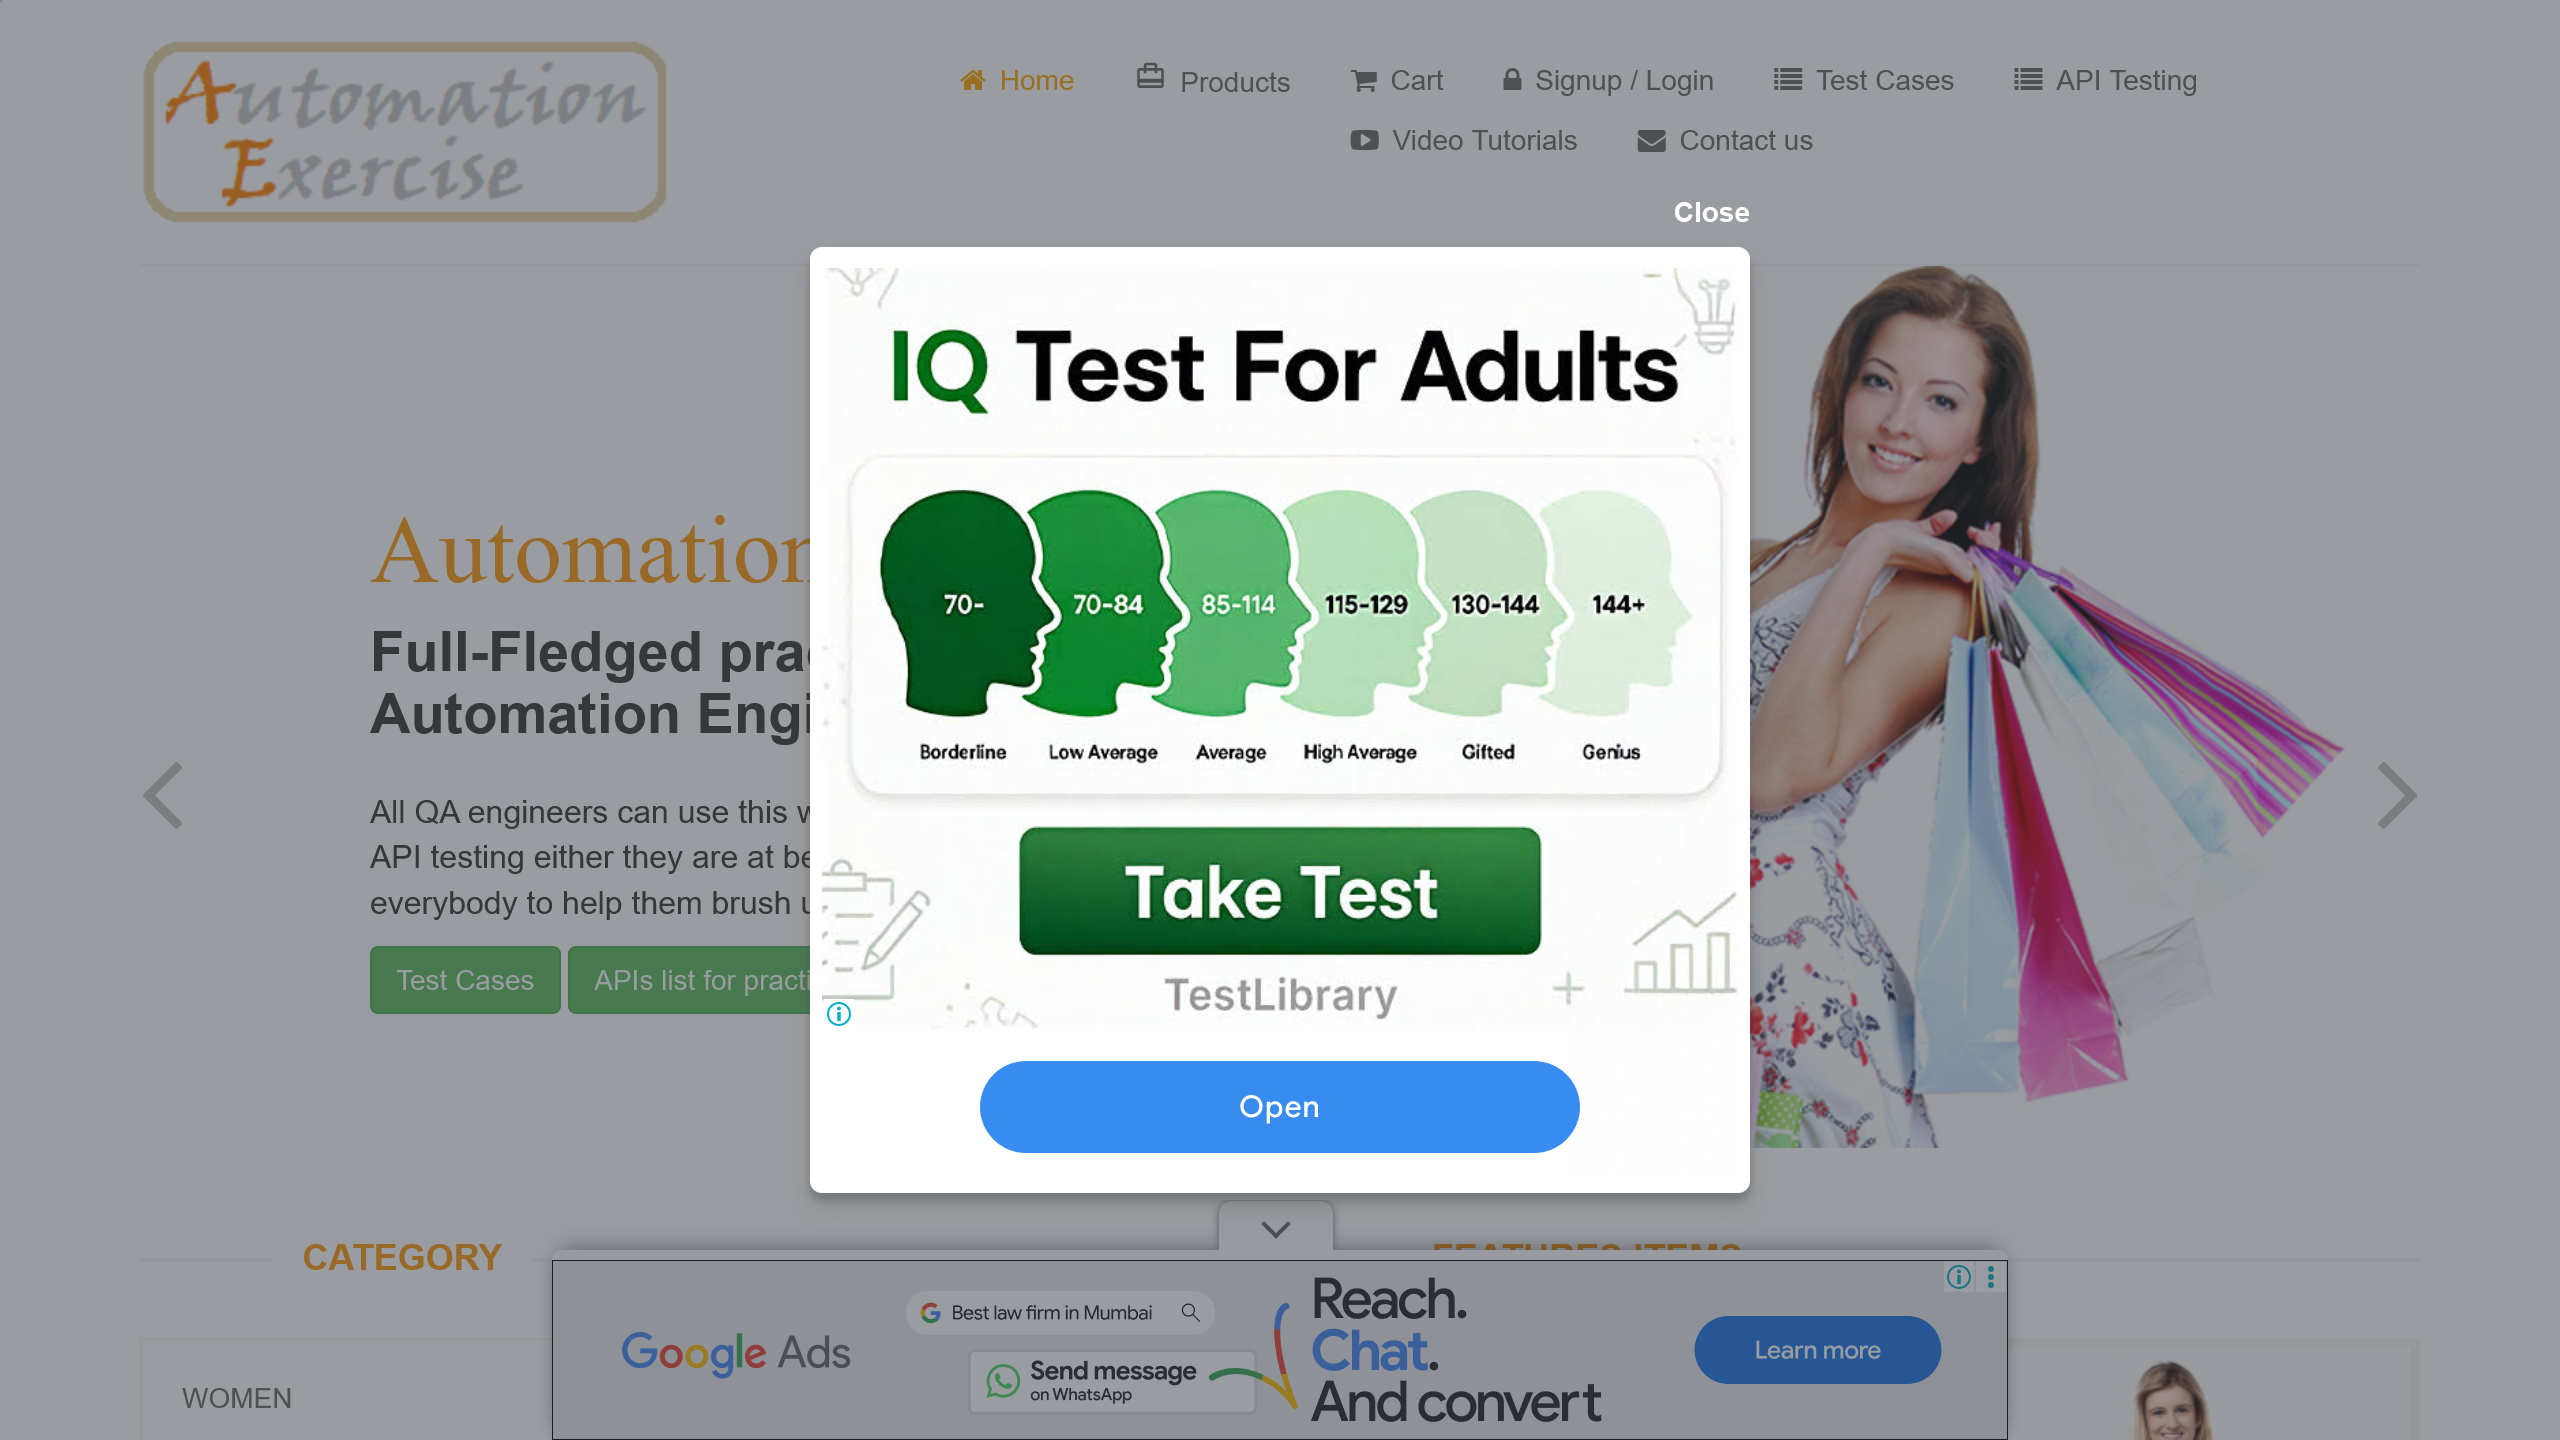 Automation
Exercise
Home
Products
Cart
Signup / Login
Test Cases
API Testing
Video Tutorials
Contact us
Close
IQ Test For Adults
70-
70-84
85-114
115-129
130-144
144+
Borderline
Low Average
Average
High Average
Gifted
Genius
Take Test
TestLibrary
Open
Automation
Full-Fledged prac
Automation Engi
All QA engineers can use this w
API testing either they are at be
everybody to help them brush u
Test Cases
APIs list for practi
CATEGORY
FEATURES ITEMS
WOMEN
Google Ads
Best law firm in Mumbai
Send message
on WhatsApp
Reach.
Chat.
And convert
Learn more